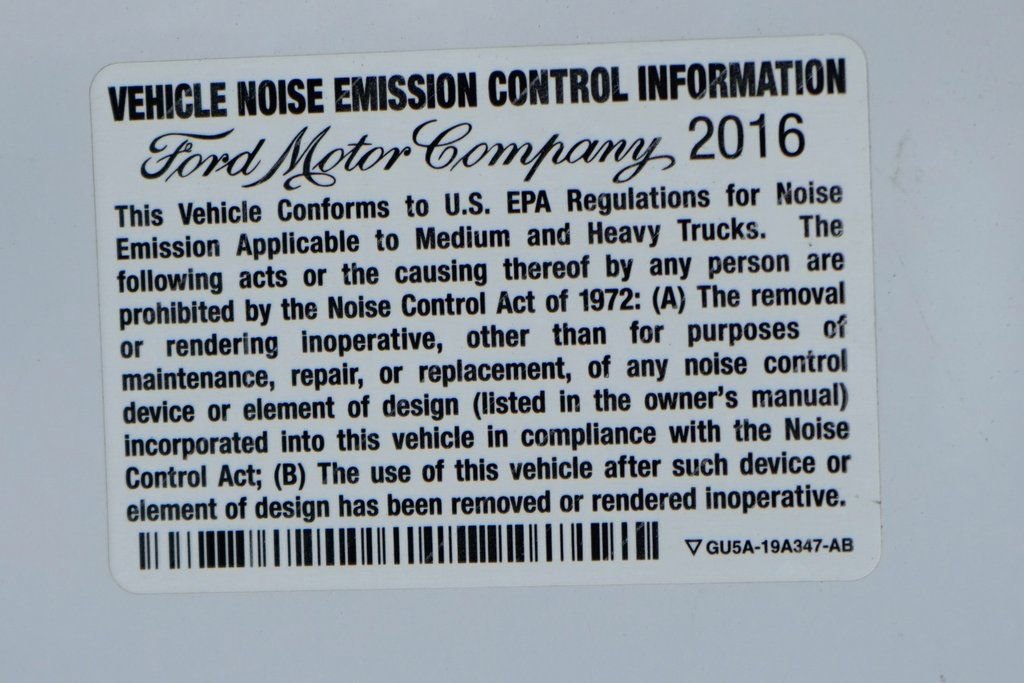 VEHICLE NOISE EMISSION CONTROL INFORMATION
Ford Motor Company 2016
This Vehicle Conforms to U.S. EPA Regulations for Noise
Emission Applicable to Medium and Heavy Trucks. The
following acts or the causing thereof by any person are
prohibited by the Noise Control Act of 1972: (A) The removal
or rendering inoperative, other than for purposes of
maintenance, repair, or replacement, of any noise control
device or element of design (listed in the owner's manual)
incorporated into this vehicle in compliance with the Noise
Control Act; (B) The use of this vehicle after such device or
element of design has been removed or rendered inoperative.
▽ GU5A-19A347-AB